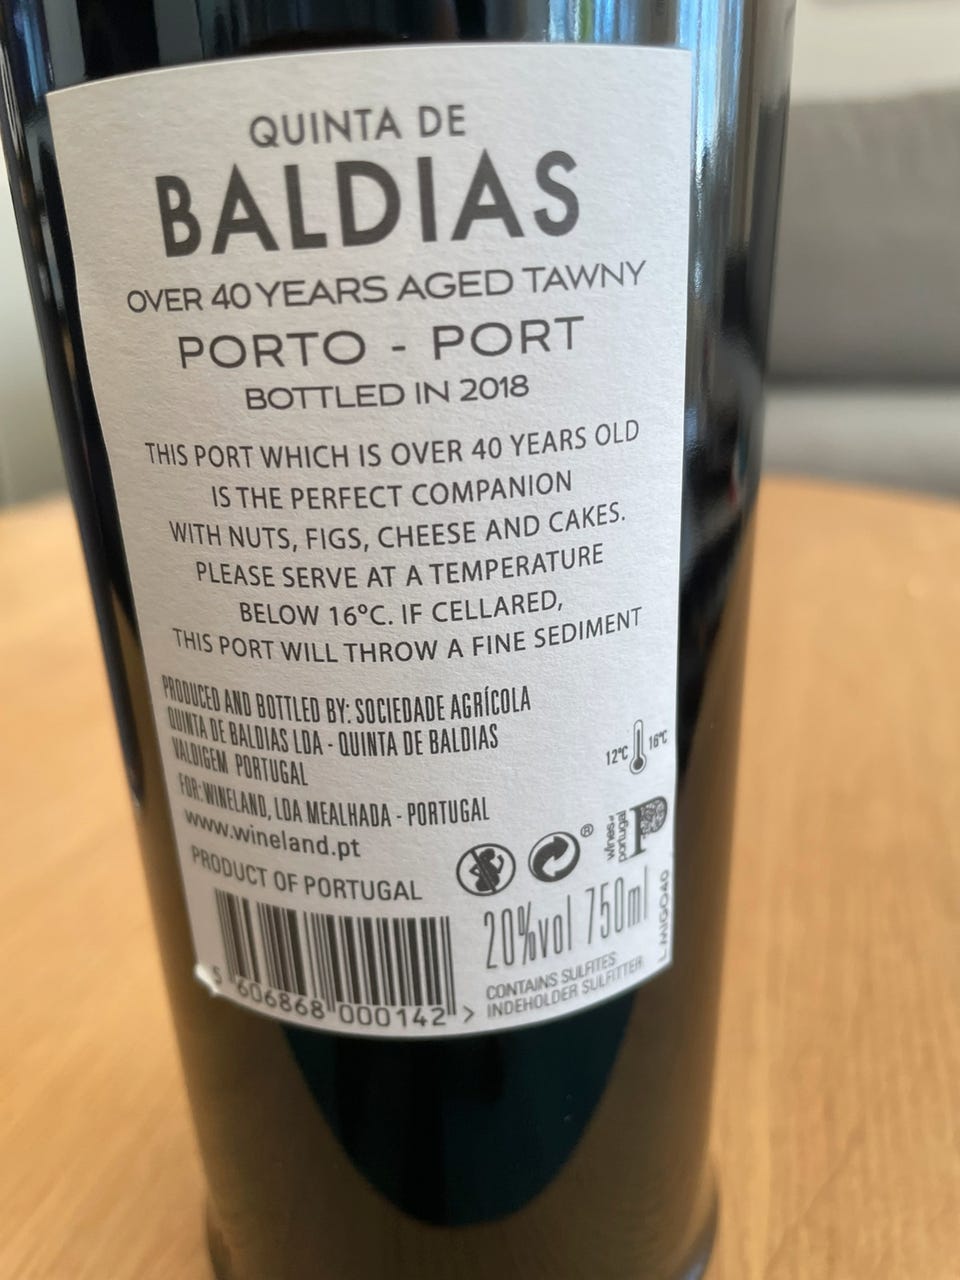 QUINTA DE
BALDIAS
OVER 40 YEARS AGED TAWNY
PORTO - PORT
BOTTLED IN 2018
THIS PORT WHICH IS OVER 40 YEARS OLD
IS THE PERFECT COMPANION
WITH NUTS, FIGS, CHEESE AND CAKES.
PLEASE SERVE AT A TEMPERATURE
BELOW 16°C. IF CELLARED,
THIS PORT WILL THROW A FINE SEDIMENT
PRODUCED AND BOTTLED BY: SOCIEDADE AGRÍCOLA
QUINTA DE BALDIAS LDA - QUINTA DE BALDIAS
VALDIGEM PORTUGAL
FOR: WINELAND, LDA MEALHADA - PORTUGAL
www.wineland.pt
PRODUCT OF PORTUGAL
12°C 16°C
®
wines of
portugal
20%vol 750ml
CONTAINS SULFITES
INDEHOLDER SULFITTER
5 606868 000142 >